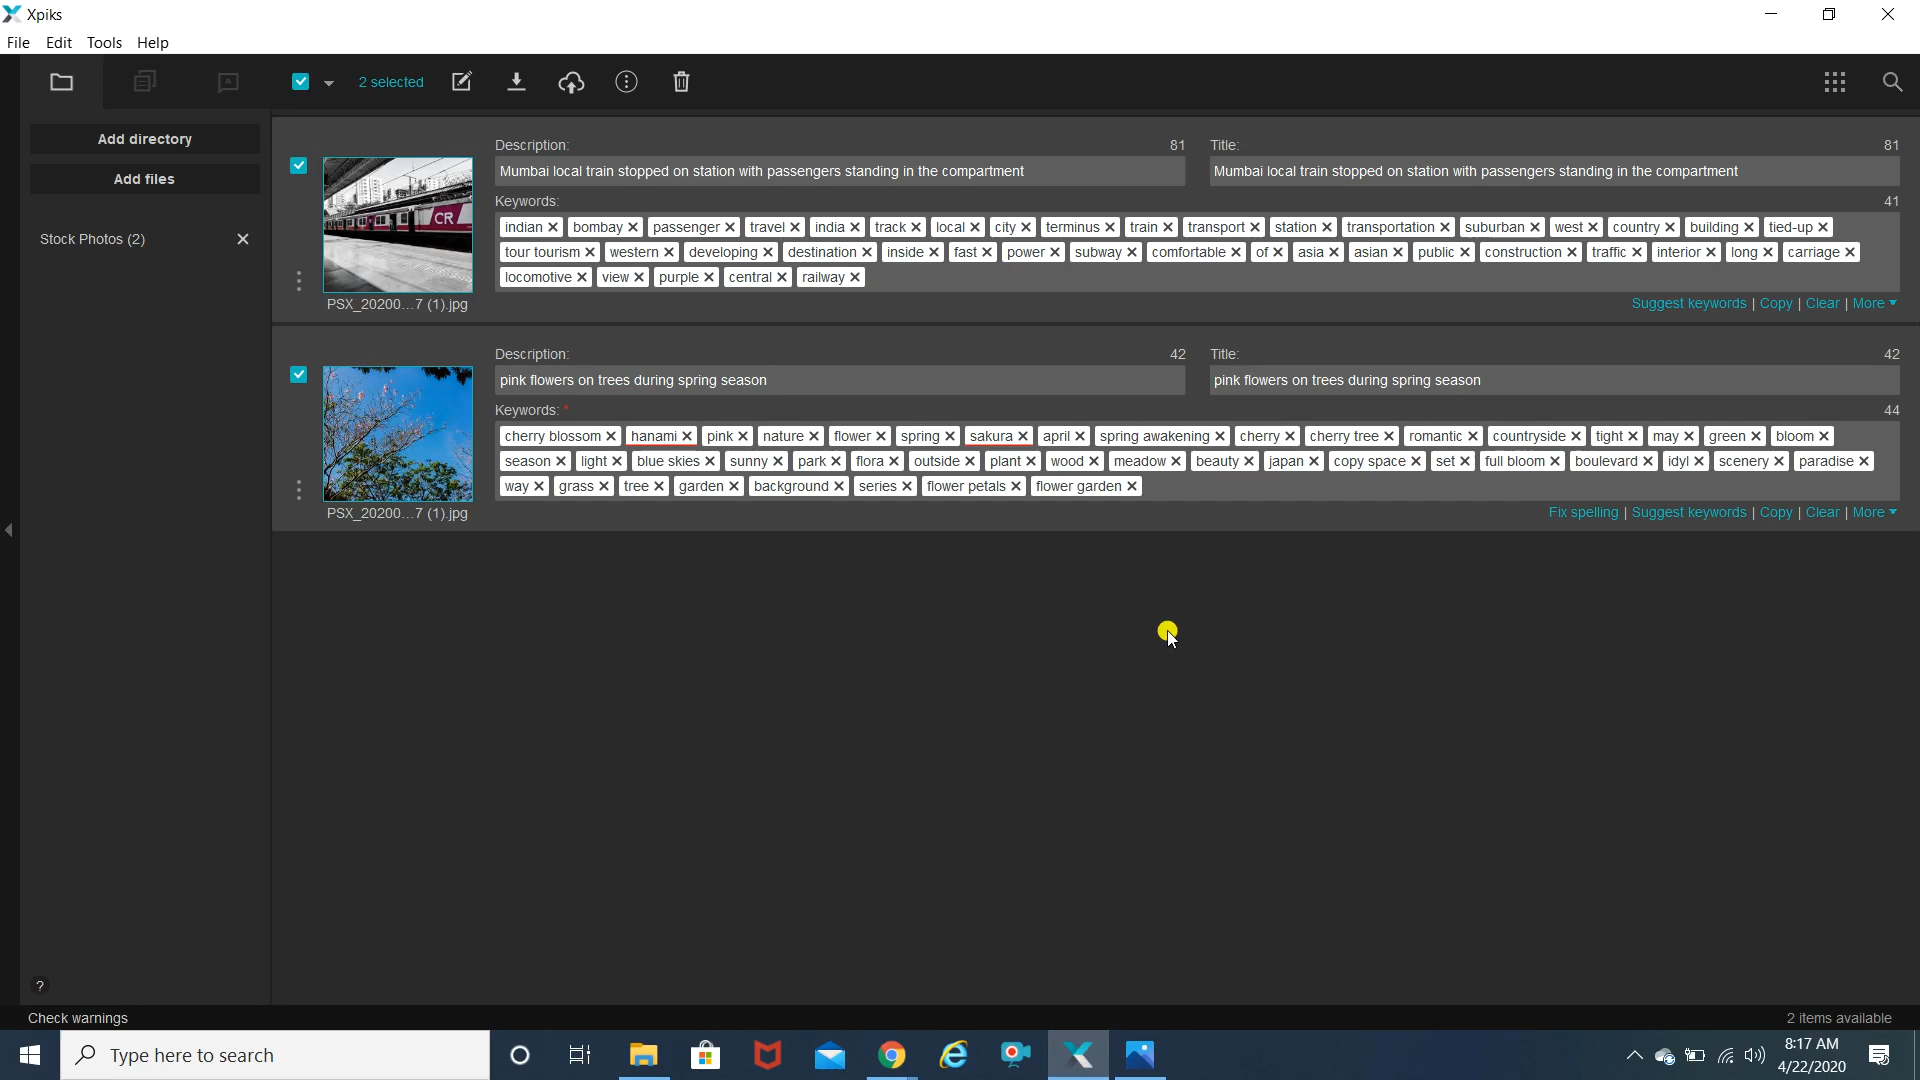 Xpiks
File Edit Tools Help
2 selected
Add directory
Add files
Stock Photos (2)
Description: 81 Title: 81
Mumbai local train stopped on station with passengers standing in the compartment Mumbai local train stopped on station with passengers standing in the compartment
Keywords: 41
indian bombay passenger travel india track local city terminus train transport station transportation suburban west country building tied-up
tour tourism western developing destination inside fast power subway comfortable of asia asian public construction traffic interior long carriage
locomotive view purple central railway
CR
PSX_20200...7 (1).jpg
Suggest keywords | Copy | Clear | More
Description: 42 Title: 42
pink flowers on trees during spring season pink flowers on trees during spring season
Keywords: * 44
cherry blossom hanami pink nature flower spring sakura april spring awakening cherry cherry tree romantic countryside tight may green bloom
season light blue skies sunny park flora outside plant wood meadow beauty japan copy space set full bloom boulevard idyl scenery paradise
way grass tree garden background series flower petals flower garden
PSX_20200...7 (1).jpg
Fix spelling | Suggest keywords | Copy | Clear | More
?
Check warnings 2 items available
Type here to search
8:17 AM
4/22/2020